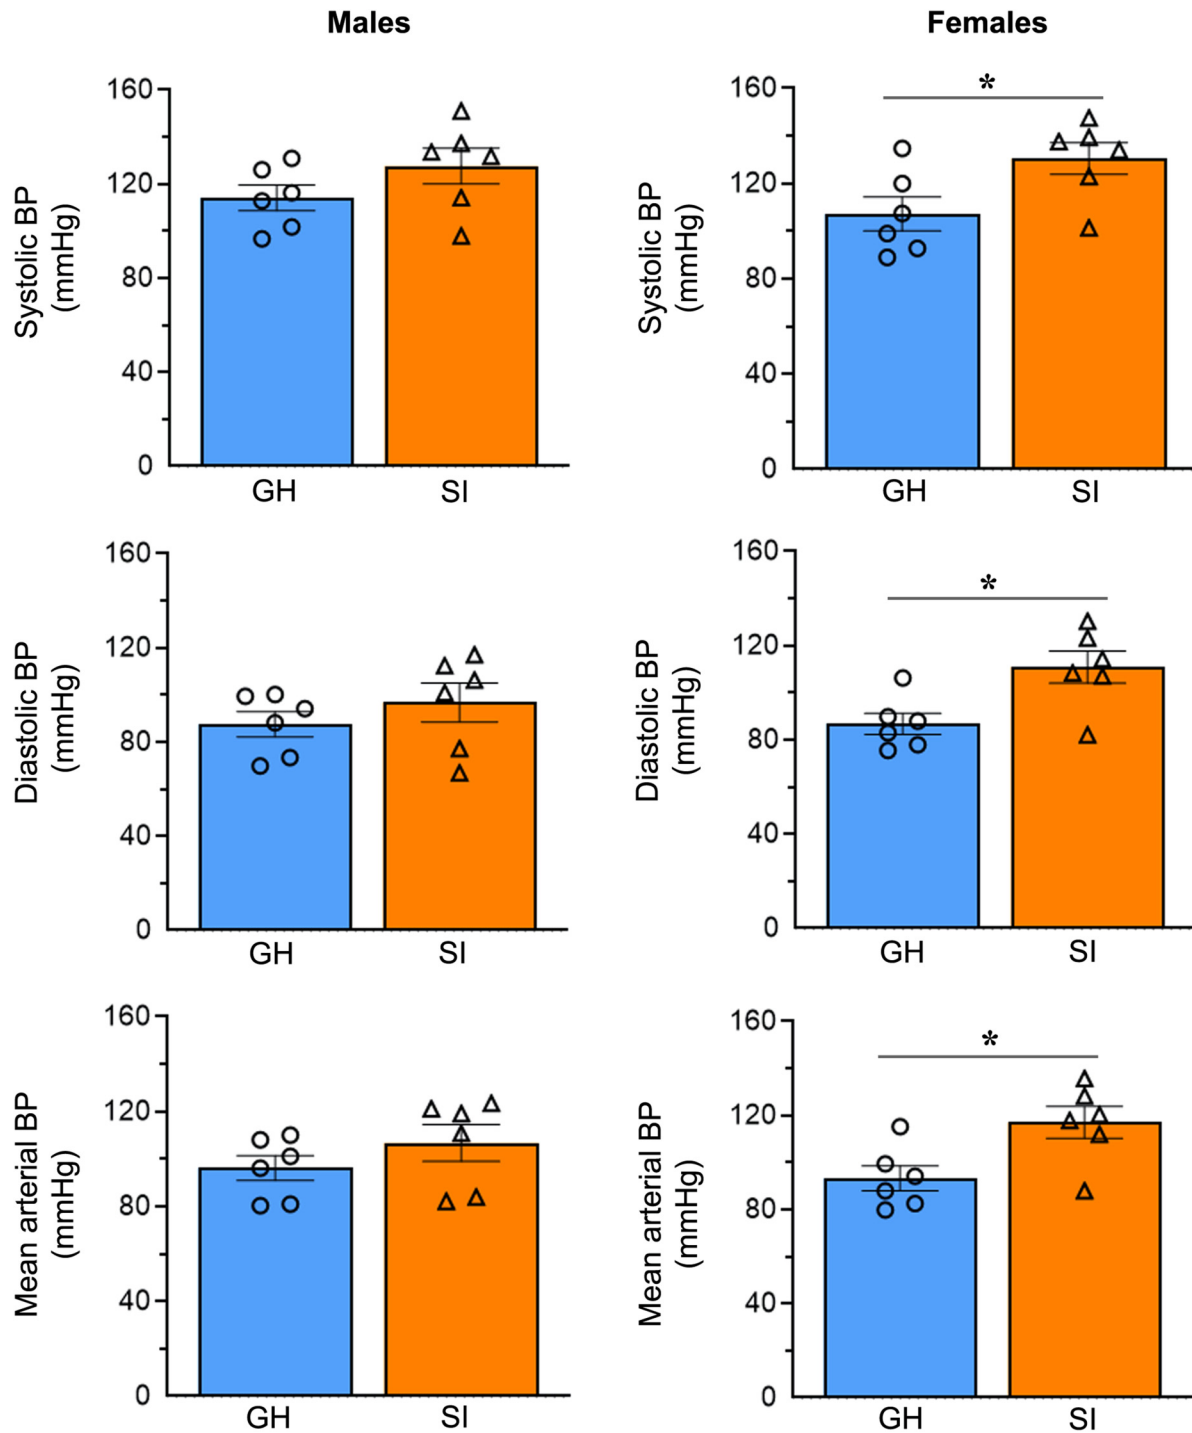 Males
Females
160
120
80
40
0
Systolic BP
(mmHg)
GH
SI
160
120
80
40
0
Systolic BP
(mmHg)
*
GH
SI
160
120
80
40
0
Diastolic BP
(mmHg)
GH
SI
160
120
80
40
0
Diastolic BP
(mmHg)
*
GH
SI
160
120
80
40
0
Mean arterial BP
(mmHg)
GH
SI
160
120
80
40
0
Mean arterial BP
(mmHg)
*
GH
SI